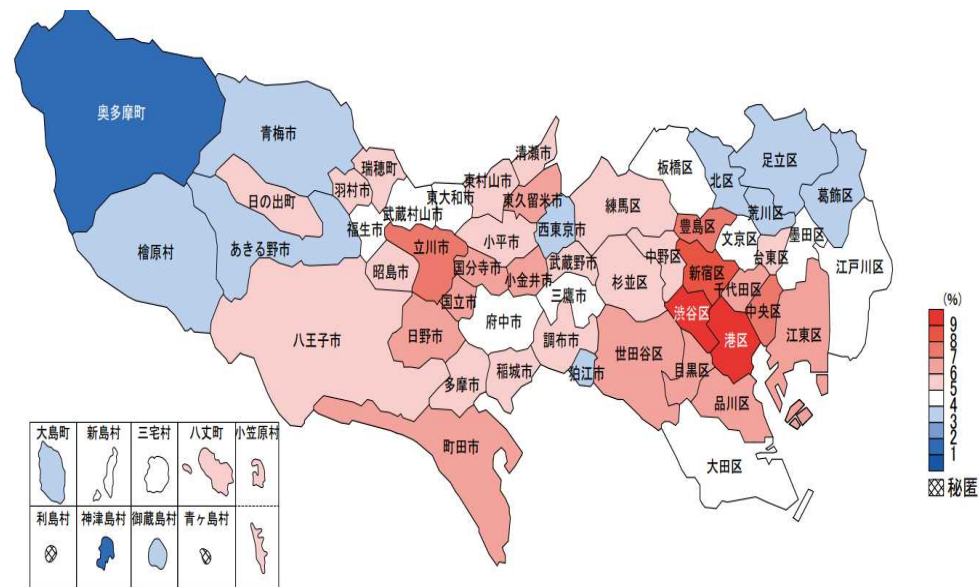 奥多摩町
青梅市
瑞穂町
羽村市
日の出町
檜原村
あきる野市
福生市
武蔵村山市
東大和市
東村山市
清瀬市
東久留米市
西東京市
立川市
小平市
昭島市
国分寺市
小金井市
武蔵野市
三鷹市
国立市
府中市
調布市
狛江市
八王子市
日野市
多摩市
稲城市
町田市
板橋区
北区
足立区
葛飾区
荒川区
練馬区
豊島区
文京区
台東区
墨田区
江戸川区
中野区
杉並区
新宿区
千代田区
中央区
江東区
渋谷区
港区
世田谷区
目黒区
品川区
大田区
(%)
9
8
7
6
5
4
3
2
1
秘匿
大島町
新島村
三宅村
八丈町
小笠原村
利島村
神津島村
御蔵島村
青ヶ島村